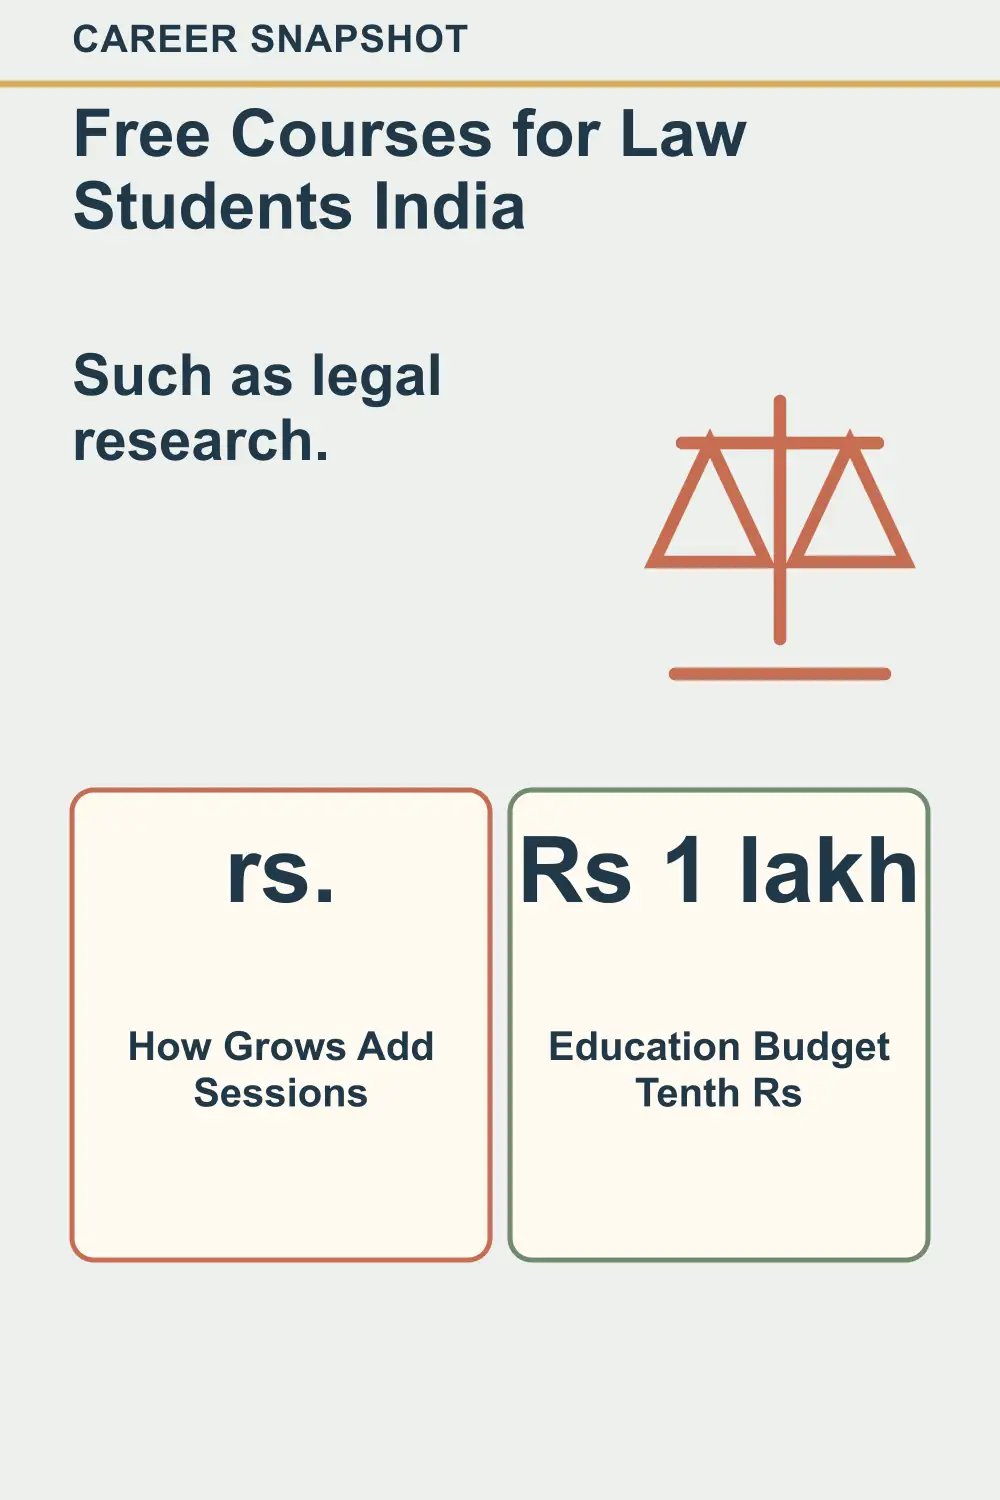 CAREER SNAPSHOT
Free Courses for Law
Students India
Such as legal
research.
rs.
How Grows Add
Sessions
Rs 1 lakh
Education Budget
Tenth Rs